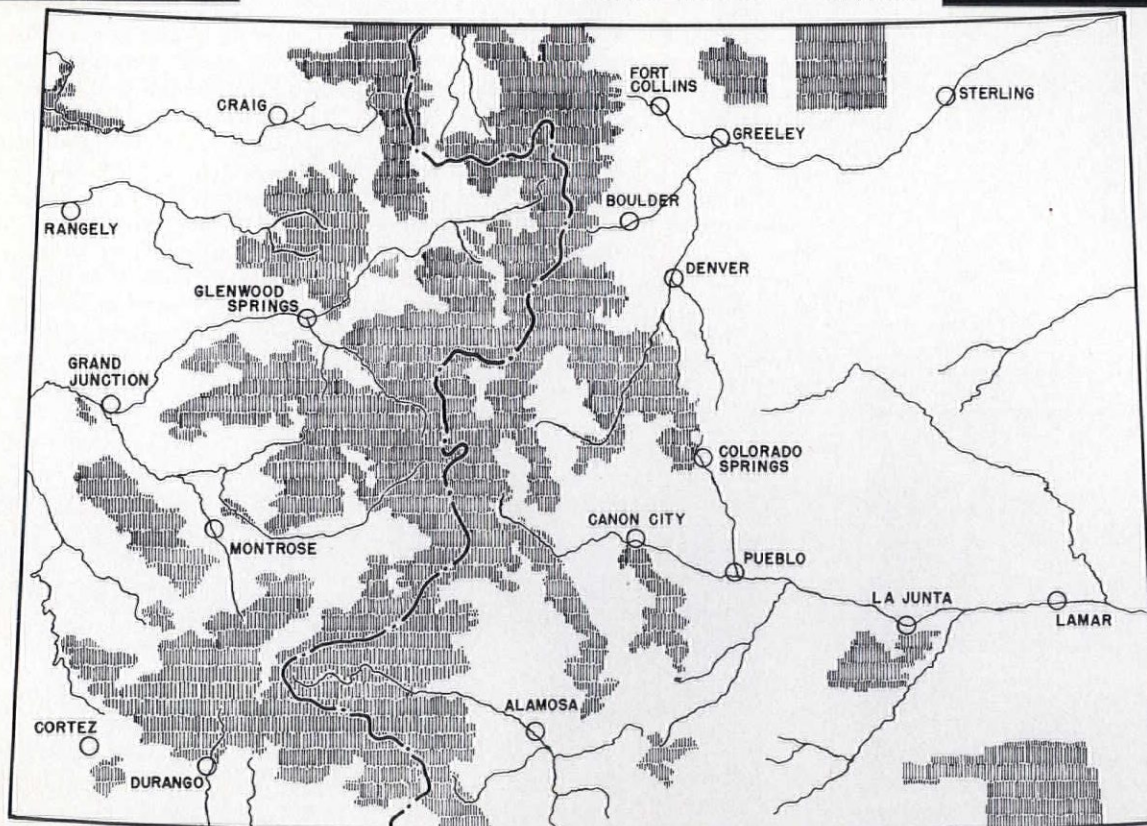 FORT
COLLINS
CRAIG
STERLING
GREELEY
BOULDER
RANGELY
DENVER
GLENWOOD
SPRINGS
GRAND
JUNCTION
COLORADO
SPRINGS
CANON CITY
MONTROSE
PUEBLO
LA JUNTA
LAMAR
ALAMOSA
CORTEZ
DURANGO